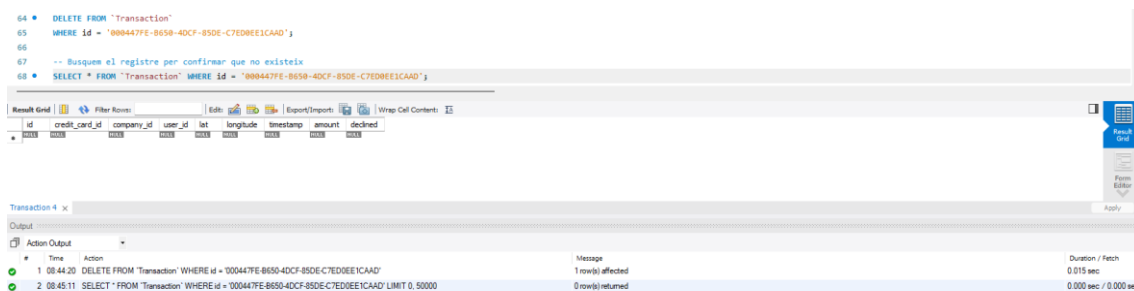 64 DELETE FROM `Transaction`
65 WHERE id = '000447FE-B650-4DCF-85DE-C7ED0EE1CAAD';
66
67 -- Busquem el registre per confirmar que no existeix
68 SELECT * FROM `Transaction` WHERE id = '000447FE-B650-4DCF-85DE-C7ED0EE1CAAD';
Result Grid Filter Rows: Edit: Export/Import: Wrap Cell Content:
id credit_card_id company_id user_id lat longitude timestamp amount declined
NULL NULL NULL NULL NULL NULL NULL NULL NULL
Result Grid
Form Editor
Transaction 4 Apply
Output
Action Output
# Time Action Message Duration / Fetch
1 08:44:20 DELETE FROM `Transaction` WHERE id = '000447FE-B650-4DCF-85DE-C7ED0EE1CAAD' 1 row(s) affected 0.015 sec
2 08:45:11 SELECT * FROM `Transaction` WHERE id = '000447FE-B650-4DCF-85DE-C7ED0EE1CAAD' LIMIT 0, 50000 0 row(s) returned 0.000 sec / 0.000 se